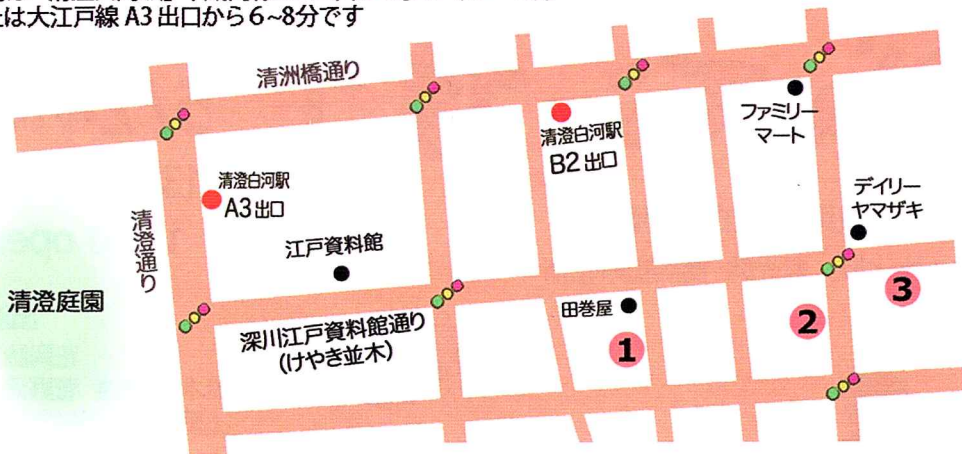 は大江戸線 A3 出口から 6~8分です
清洲橋通り
清澄白河駅
B2 出口
ファミリー
マート
清澄白河駅
A3 出口
清澄通り
デイリー
ヤマザキ
江戸資料館
清澄庭園
田巻屋
深川江戸資料館通り
(けやき並木)
1
2
3